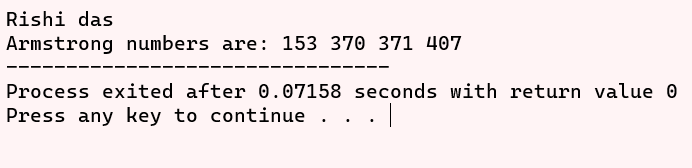 Rishi das
Armstrong numbers are: 153 370 371 407
--------------------------------
Process exited after 0.07158 seconds with return value 0
Press any key to continue . . .